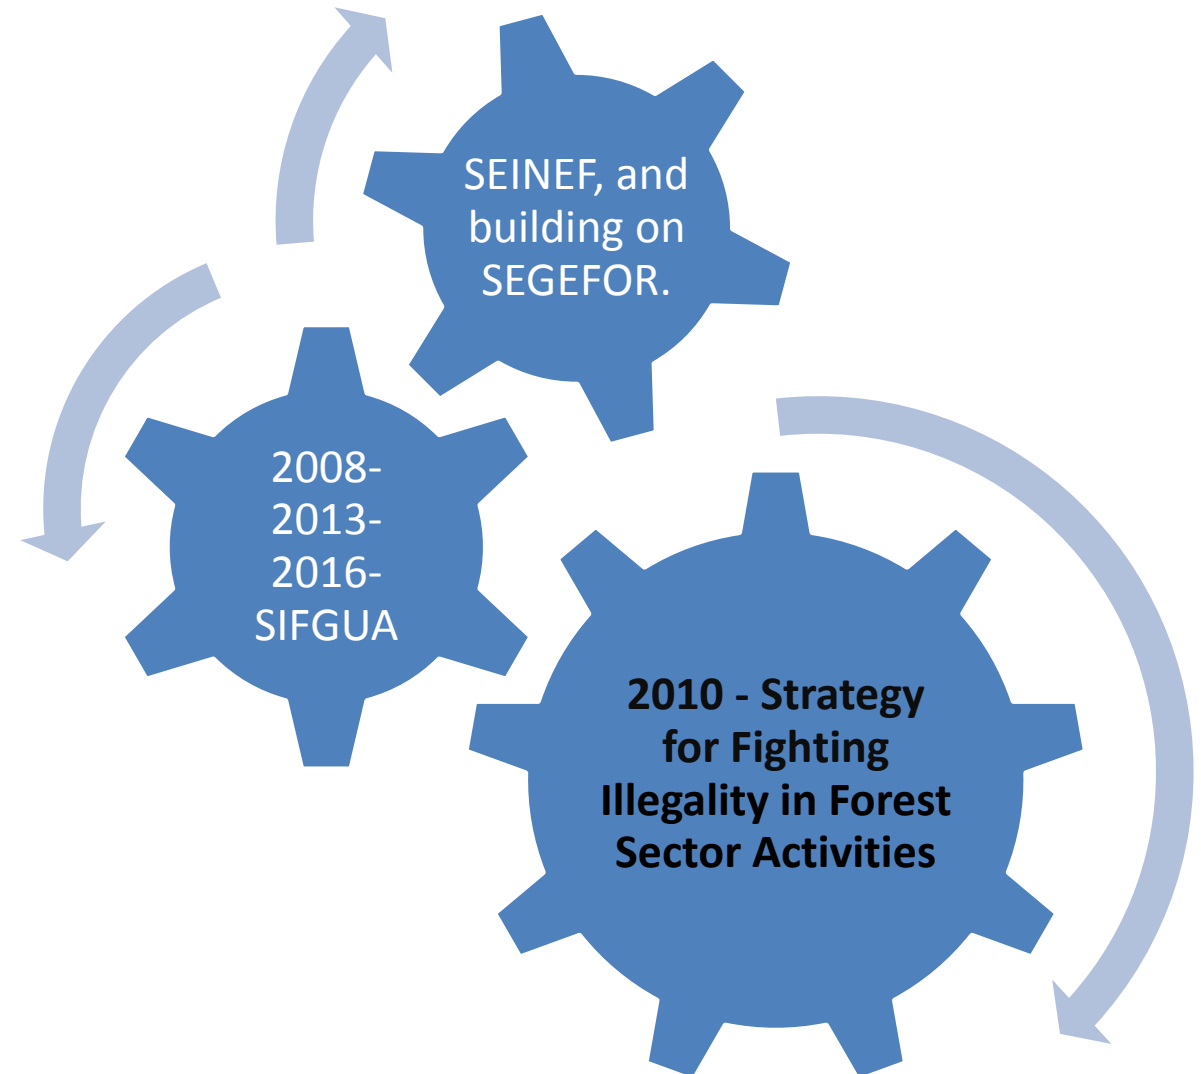 SEINEF, and
building on
SEGEFOR.
2008-
2013-
2016-
SIFGUA
2010 - Strategy
for Fighting
Illegality in Forest
Sector Activities